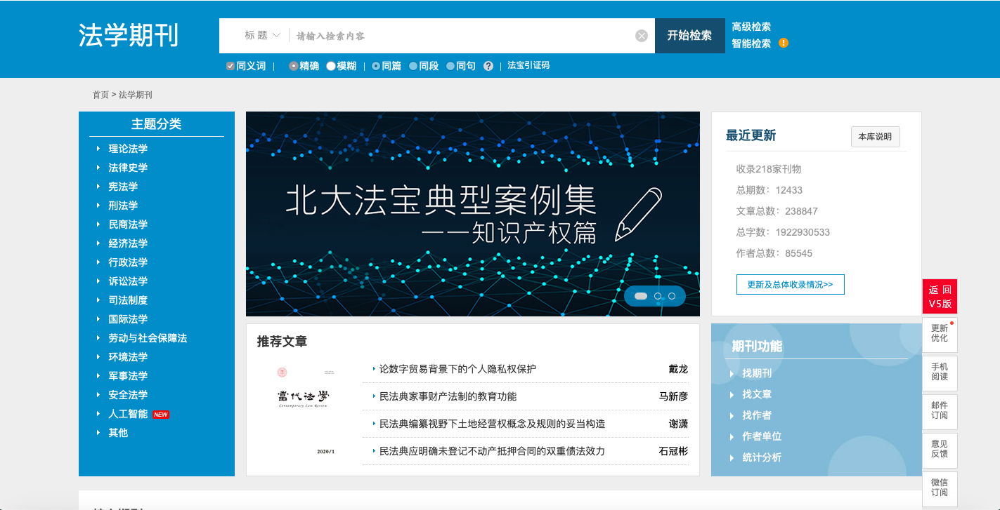 法学期刊
标 题
请输入检索内容
开始检索
高级检索
智能检索
同义词 | 精确 模糊 | 同篇 同段 同句 ? | 法宝引证码
首页 > 法学期刊
主题分类
理论法学
法律史学
宪法学
刑法学
民商法学
经济法学
行政法学
诉讼法学
司法制度
国际法学
劳动与社会保障法
环境法学
军事法学
安全法学
人工智能 NEW
其他
北大法宝典型案例集
——知识产权篇
推荐文章
當代法學
Contemporary Law Review
2020/1
论数字贸易背景下的个人隐私权保护 戴龙
民法典家事财产法制的教育功能 马新彦
民法典编纂视野下土地经营权概念及规则的妥当构造 谢潇
民法典应明确未登记不动产抵押合同的双重债法效力 石冠彬
最近更新
本库说明
收录218家刊物
总期数：12433
文章总数：238847
总字数：1922930533
作者总数：85545
更新及总体收录情况>>
期刊功能
找期刊
找文章
找作者
作者单位
统计分析
返 回
V5版
更新
优化
手机
阅读
邮件
订阅
意见
反馈
微信
订阅